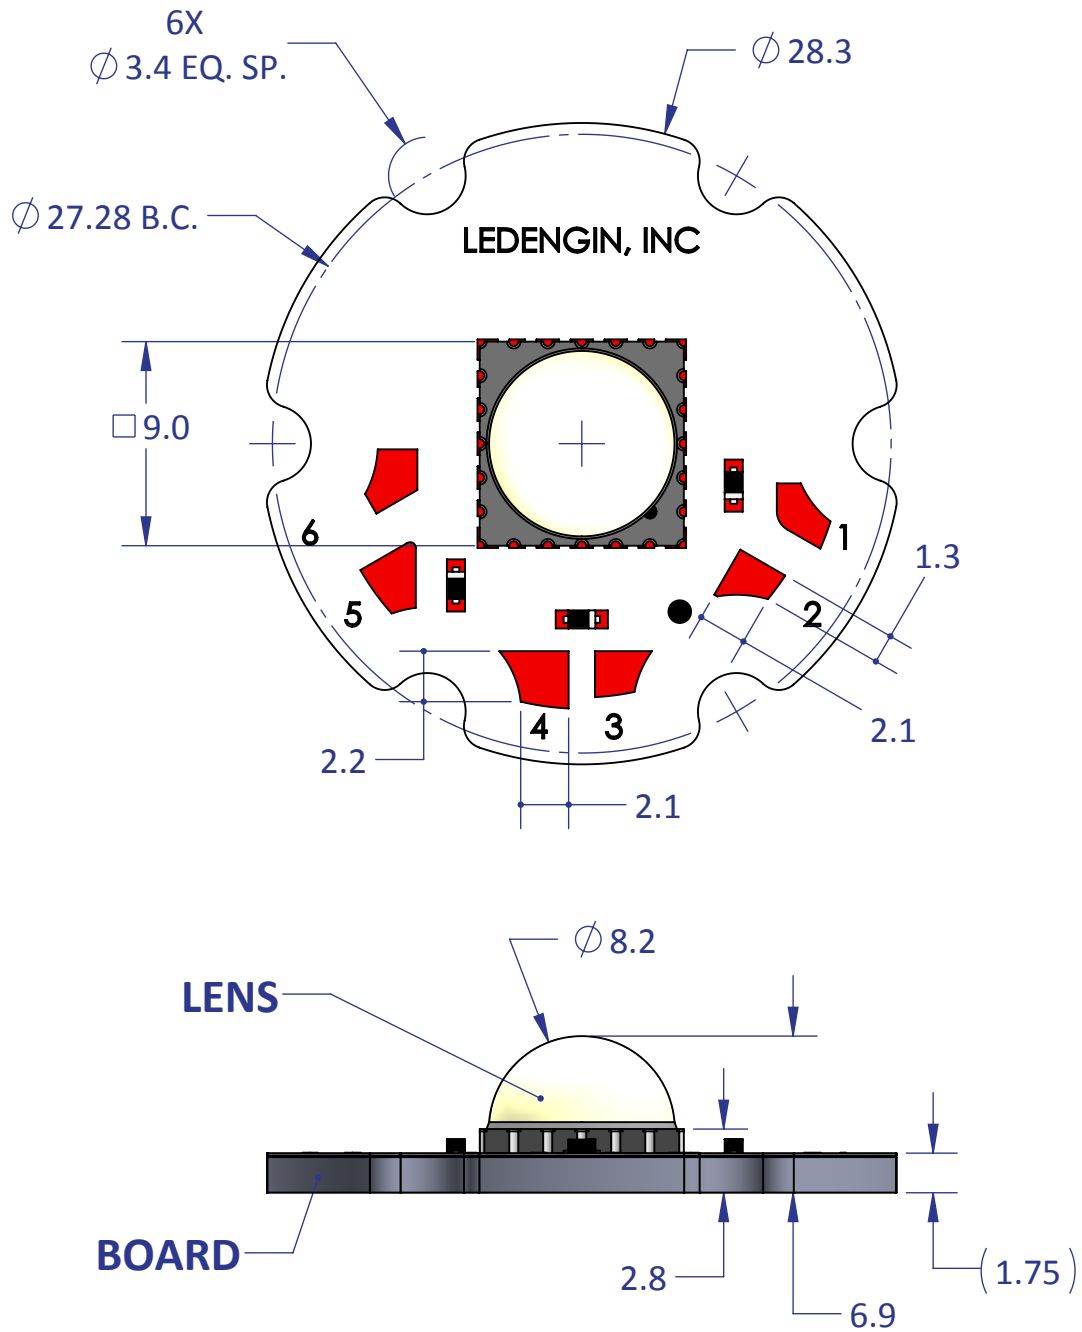 6X
∅ 3.4 EQ. SP.
∅ 28.3
∅ 27.28 B.C.
LEDENGIN, INC
□ 9.0
6
1
1.3
5
2
2.1
4
3
2.2
2.1
∅ 8.2
LENS
BOARD
2.8
(1.75)
6.9